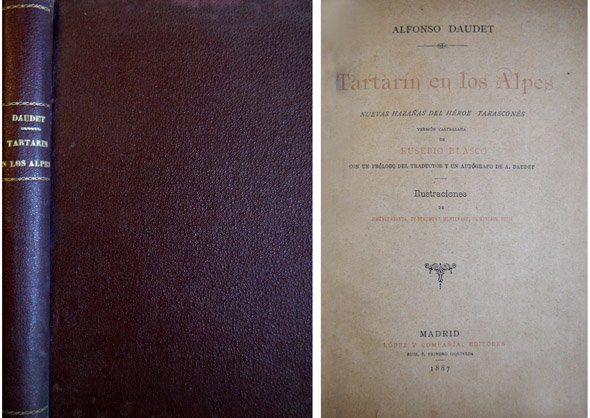 DAUDET
TARTARIN
EN LOS ALPES
ALFONSO DAUDET
Tartarín en los Alpes
NUEVAS HAZAÑAS DEL HÉROE TARASCONÉS
VERSIÓN CASTELLANA
DE
EUSEBIO BLASCO
CON UN PRÓLOGO DEL TRADUCTOR Y UN AUTÓGRAFO DE A. DAUDET
Ilustraciones
DE
MADRID
LÓPEZ Y COMPAÑÍA, EDITORES
1887